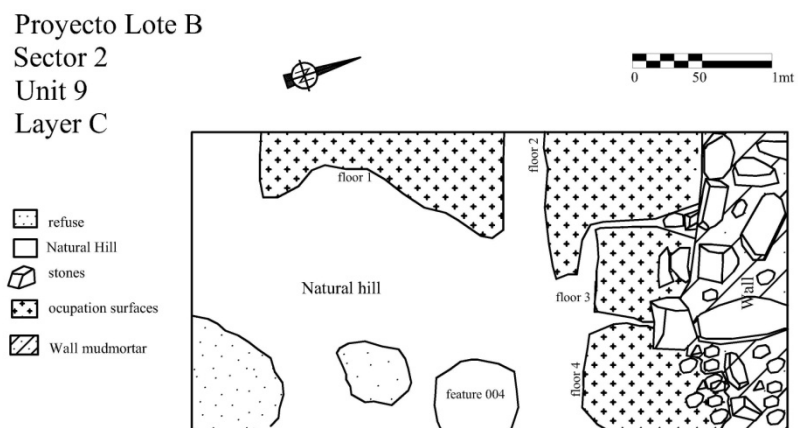 Proyecto Lote B
Sector 2
Unit 9
Layer C
0 50 1mt
refuse
Natural Hill
stones
ocupation surfaces
Wall mudmortar
floor 1
floor 2
Natural hill
floor 3
Wall
floor 4
feature 004